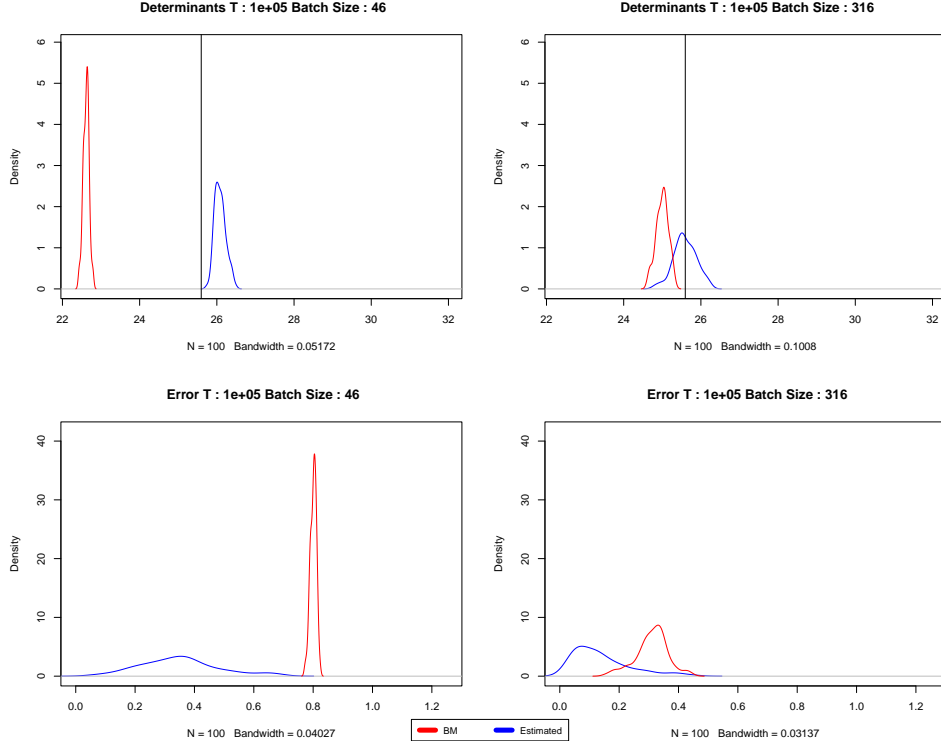 Determinants T : 1e+05 Batch Size : 46
Density
0 1 2 3 4 5 6
22 24 26 28 30 32
N = 100 Bandwidth = 0.05172
Determinants T : 1e+05 Batch Size : 316
Density
0 1 2 3 4 5 6
22 24 26 28 30 32
N = 100 Bandwidth = 0.1008
Error T : 1e+05 Batch Size : 46
Density
0 10 20 30 40
0.0 0.2 0.4 0.6 0.8 1.0 1.2
N = 100 Bandwidth = 0.04027
Error T : 1e+05 Batch Size : 316
Density
0 10 20 30 40
0.0 0.2 0.4 0.6 0.8 1.0 1.2
N = 100 Bandwidth = 0.03137
BM Estimated